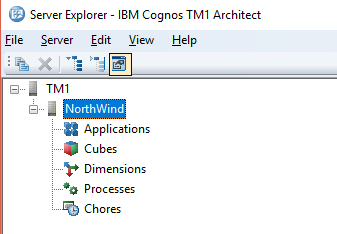 Server Explorer - IBM Cognos TM1 Architect
File Server Edit View Help
TM1
NorthWind
Applications
Cubes
Dimensions
Processes
Chores